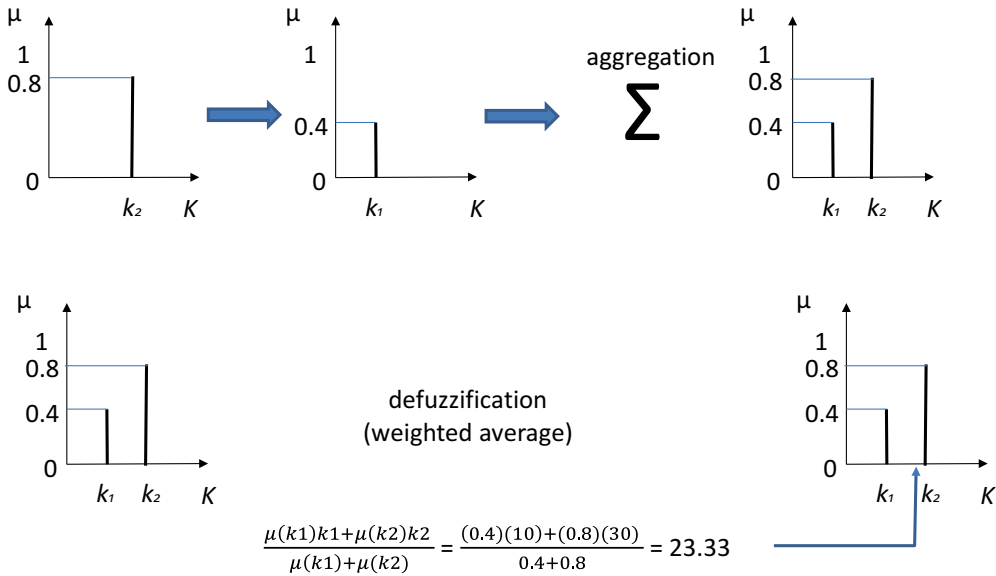 μ
1
0.8
0
k₂ K
μ
1
0.4
0
k₁ K
aggregation
Σ
μ
1
0.8
0.4
0
k₁ k₂ K
μ
1
0.8
0.4
0
k₁ k₂ K
defuzzification
(weighted average)
μ
1
0.8
0.4
0
k₁ k₂ K
μ(k1)k1+μ(k2)k2 / μ(k1)+μ(k2) = (0.4)(10)+(0.8)(30) / 0.4+0.8 = 23.33